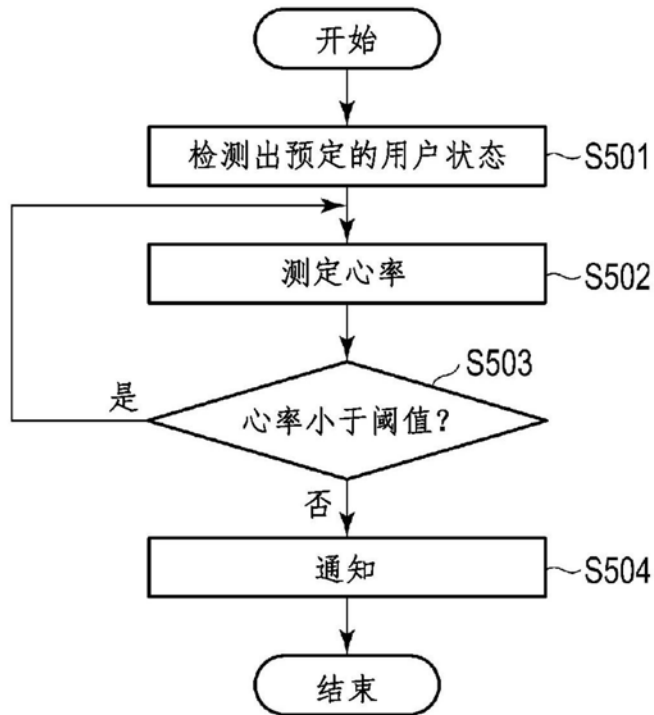 开始
检测出预定的用户状态
S501
测定心率
S502
S503
心率小于阈值?
是
否
通知
S504
结束